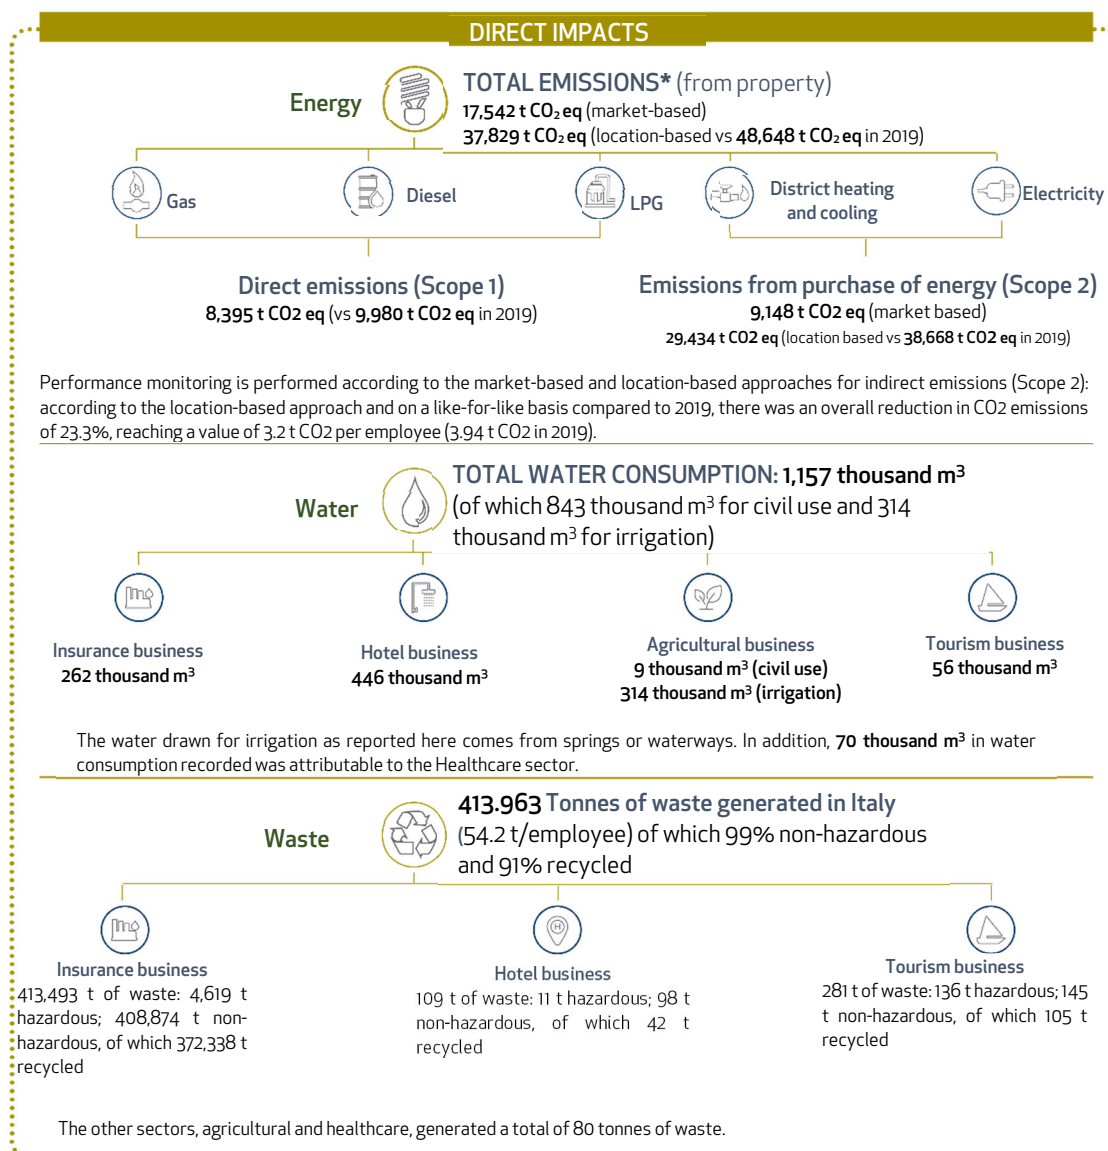 DIRECT IMPACTS
Energy
TOTAL EMISSIONS* (from property)
17,542 t CO₂ eq (market-based)
37,829 t CO₂ eq (location-based vs 48,648 t CO₂ eq in 2019)
Gas
Diesel
LPG
District heating
and cooling
Electricity
Direct emissions (Scope 1)
8,395 t CO2 eq (vs 9,980 t CO2 eq in 2019)
Emissions from purchase of energy (Scope 2)
9,148 t CO2 eq (market based)
29,434 t CO2 eq (location based vs 38,668 t CO2 eq in 2019)
Performance monitoring is performed according to the market-based and location-based approaches for indirect emissions (Scope 2):
according to the location-based approach and on a like-for-like basis compared to 2019, there was an overall reduction in CO2 emissions
of 23.3%, reaching a value of 3.2 t CO2 per employee (3.94 t CO2 in 2019).
Water
TOTAL WATER CONSUMPTION: 1,157 thousand m³
(of which 843 thousand m³ for civil use and 314
thousand m³ for irrigation)
Insurance business
262 thousand m³
Hotel business
446 thousand m³
Agricultural business
9 thousand m³ (civil use)
314 thousand m³ (irrigation)
Tourism business
56 thousand m³
The water drawn for irrigation as reported here comes from springs or waterways. In addition, 70 thousand m³ in water
consumption recorded was attributable to the Healthcare sector.
Waste
413.963 Tonnes of waste generated in Italy
(54.2 t/employee) of which 99% non-hazardous
and 91% recycled
Insurance business
413,493 t of waste: 4,619 t
hazardous; 408,874 t non-
hazardous, of which 372,338 t
recycled
H
Hotel business
109 t of waste: 11 t hazardous; 98 t
non-hazardous, of which 42 t
recycled
Tourism business
281 t of waste: 136 t hazardous; 145
t non-hazardous, of which 105 t
recycled
The other sectors, agricultural and healthcare, generated a total of 80 tonnes of waste.